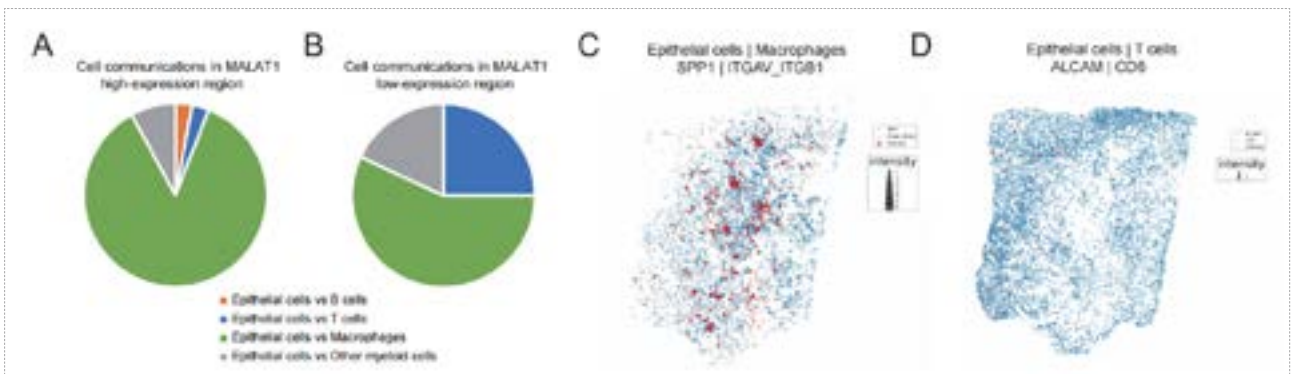 A
Cell communications in MALAT1
high-expression region
B
Cell communications in MALAT1
low-expression region
Epithelial cells vs B cells
Epithelial cells vs T cells
Epithelial cells vs Macrophages
Epithelial cells vs Other myeloid cells
C
Epithelial cells | Macrophages
SPP1 | ITGAV_ITGB1
intensity
D
Epithelial cells | T cells
ALCAM | CD6
intensity